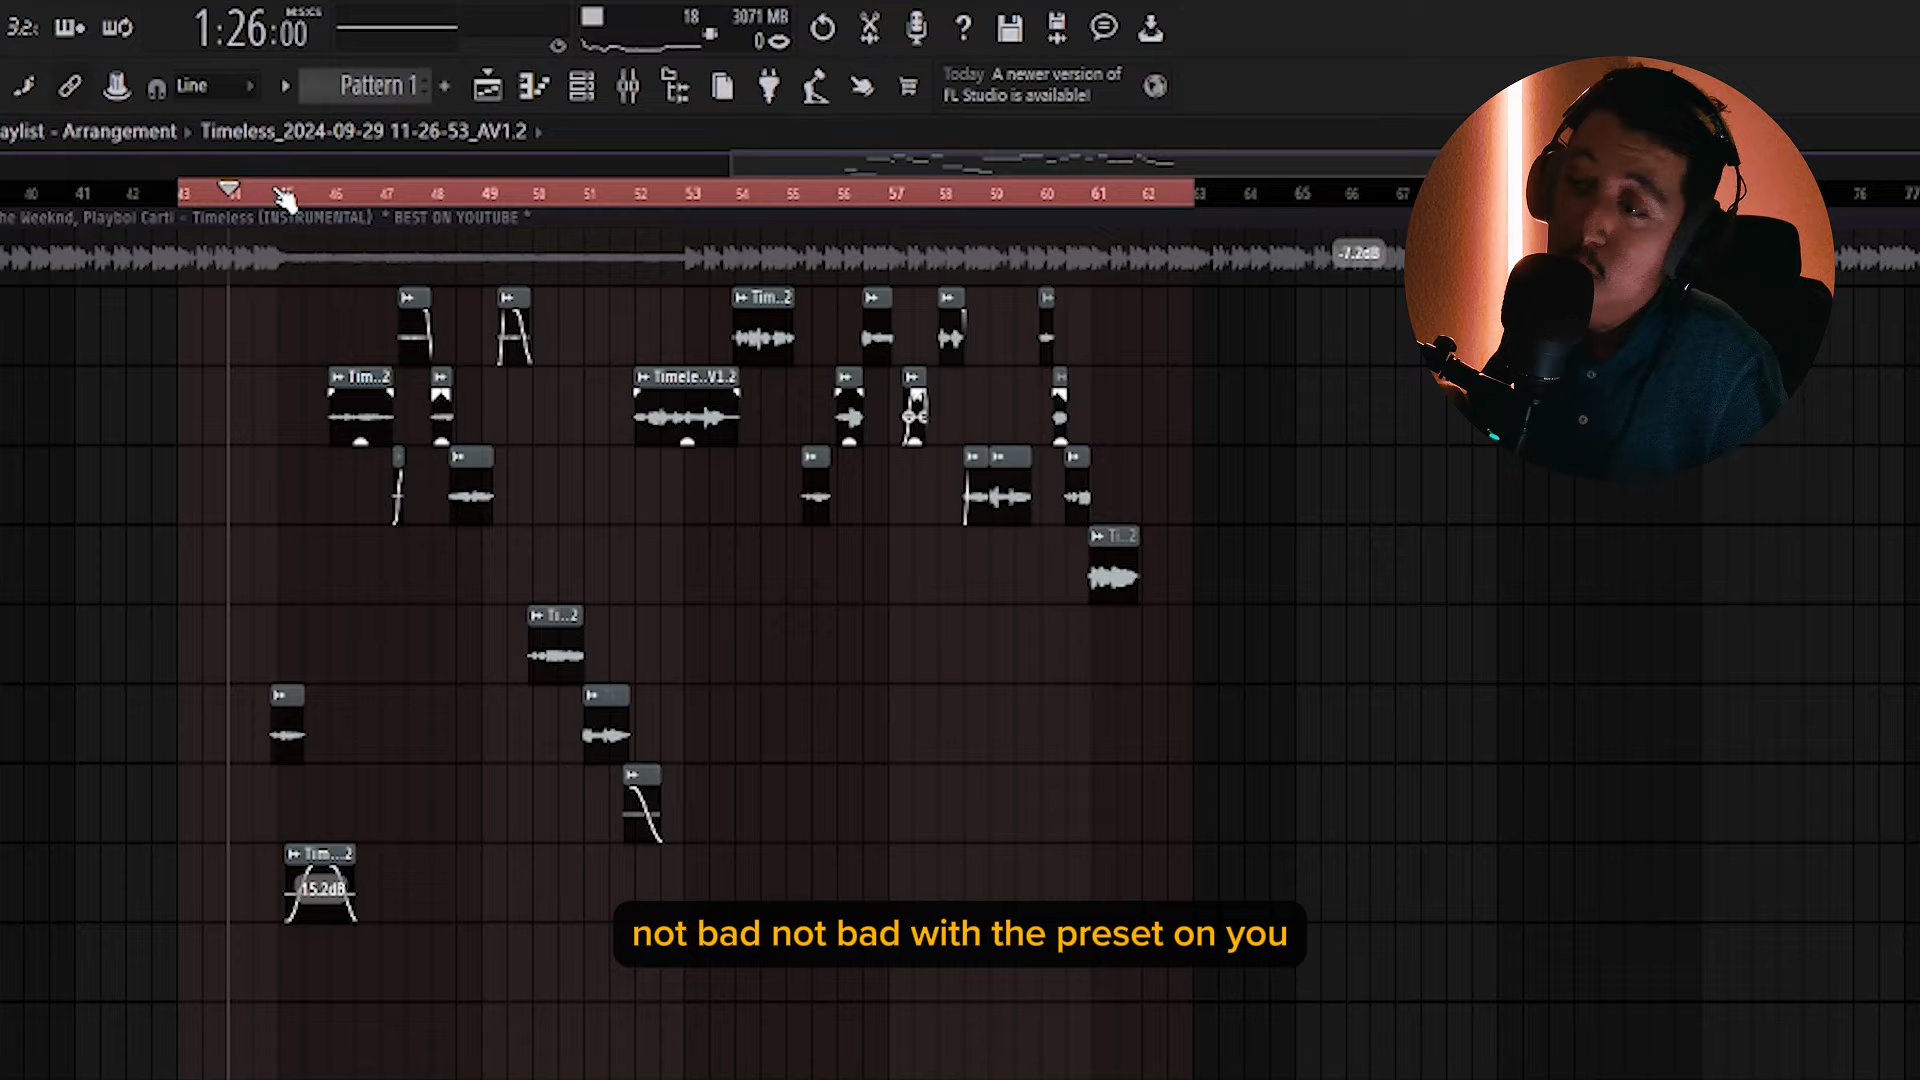 3.2: 1:26:00 M:S:CS 18 3071 MB
0
Line Pattern 1 + Today A newer version of
FL Studio is available!
aylist - Arrangement Timeless_2024-09-29 11-26-53_AV1.2
40 41 42 43 44 45 46 47 48 49 50 51 52 53 54 55 56 57 58 59 60 61 62 63 64 65 66 67 76 77
he Weeknd, Playboi Carti - Timeless (INSTRUMENTAL) * BEST ON YOUTUBE *
-7.2dB
Tim..2
Tim..2 Timele..V1.2
Ti...2
Ti..2
Tim...2
15.2dB
not bad not bad with the preset on you